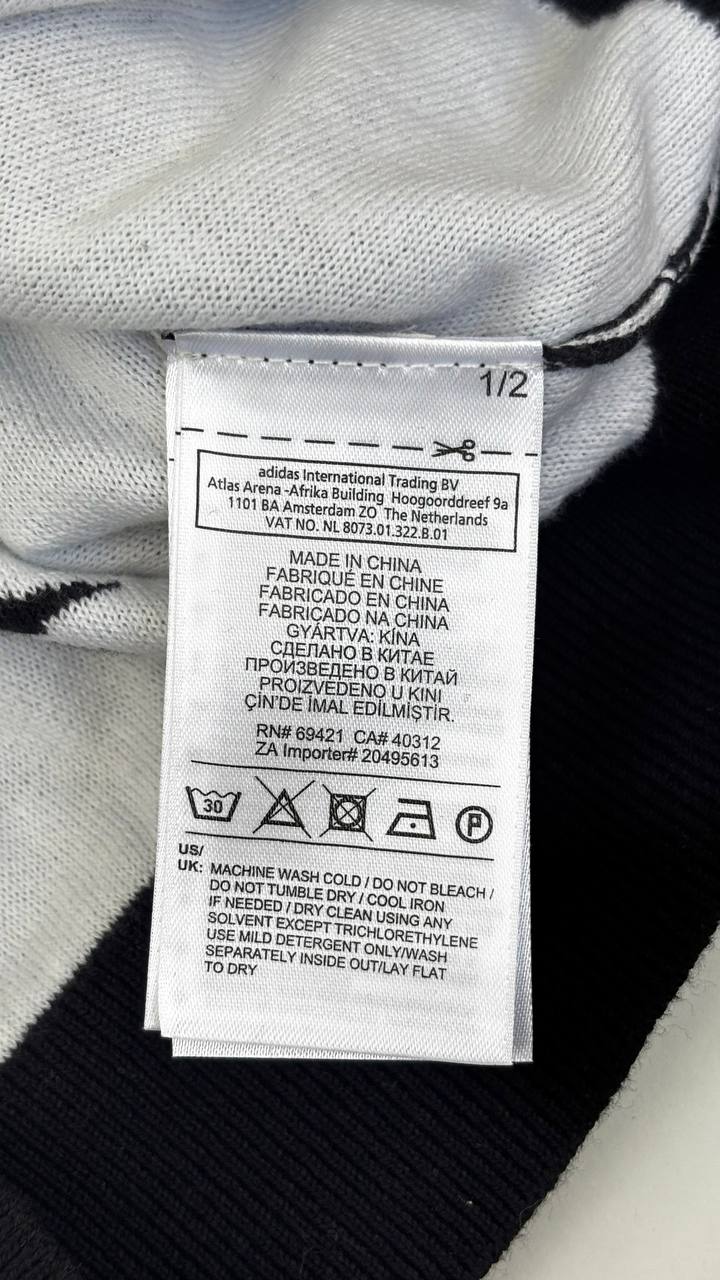 1/2
adidas International Trading BV
Atlas Arena -Afrika Building Hoogoorddreef 9a
1101 BA Amsterdam ZO The Netherlands
VAT NO. NL 8073.01.322.B.01
MADE IN CHINA
FABRIQUÉ EN CHINE
FABRICADO EN CHINA
FABRICADO NA CHINA
GYÁRTVA: KÍNA
СДЕЛАНО В КИТАЕ
ПРОИЗВЕДЕНО В КИТАЙ
PROIZVEDENO U KINI
ÇİN'DE İMAL EDİLMİŞTİR.
RN# 69421 CA# 40312
ZA Importer# 20495613
30 P
US/
UK: MACHINE WASH COLD / DO NOT BLEACH /
DO NOT TUMBLE DRY / COOL IRON
IF NEEDED / DRY CLEAN USING ANY
SOLVENT EXCEPT TRICHLORETHYLENE
USE MILD DETERGENT ONLY/WASH
SEPARATELY INSIDE OUT/LAY FLAT
TO DRY